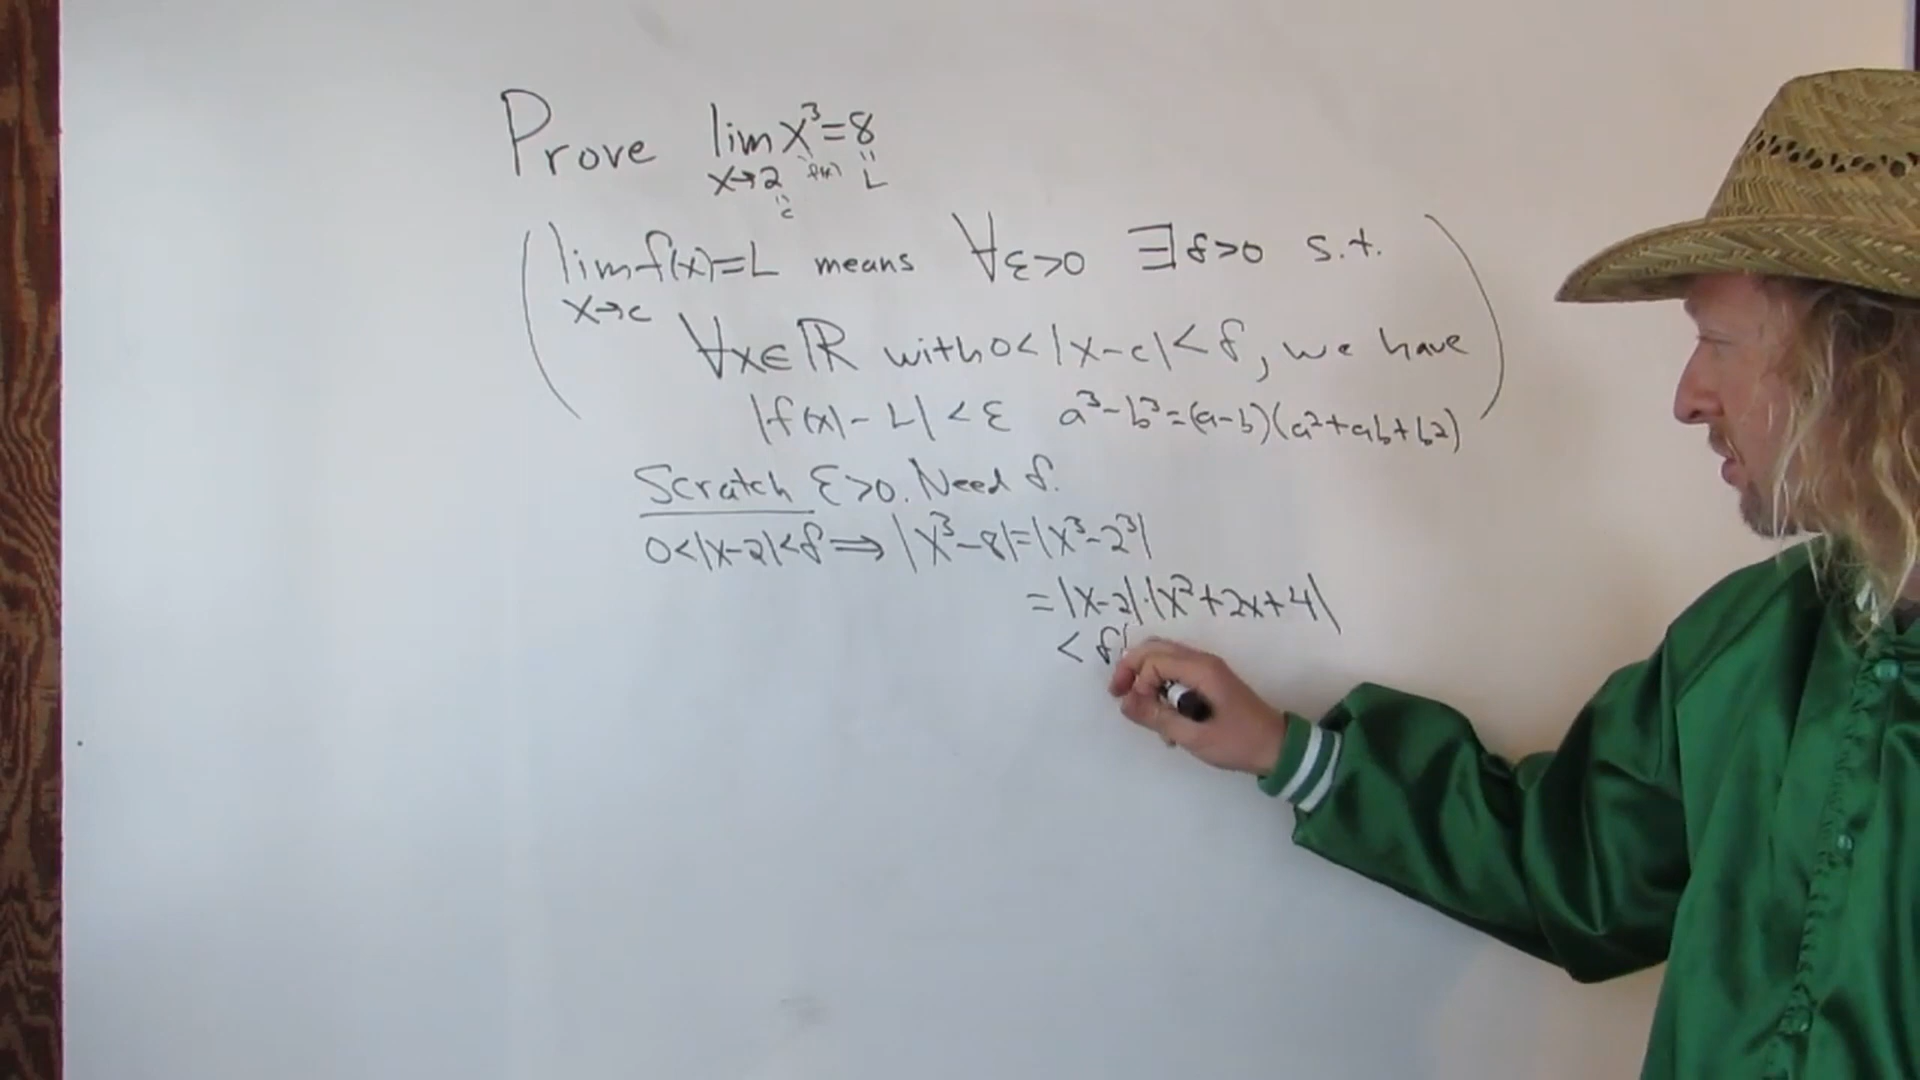 Prove lim x³=8
x→2 f(x) " L
" c
(lim f(x)=L means ∀ε>0 ∃δ>0 s.t.
x→c
∀x∈ℝ with 0<|x-c|<δ, we have)
|f(x)-L|<ε a³-b³=(a-b)(a²+ab+b²)
Scratch ε>0. Need δ.
0<|x-2|<δ⟹|x³-8|=|x³-2³|
=|x-2|·|x²+2x+4|
<δ|